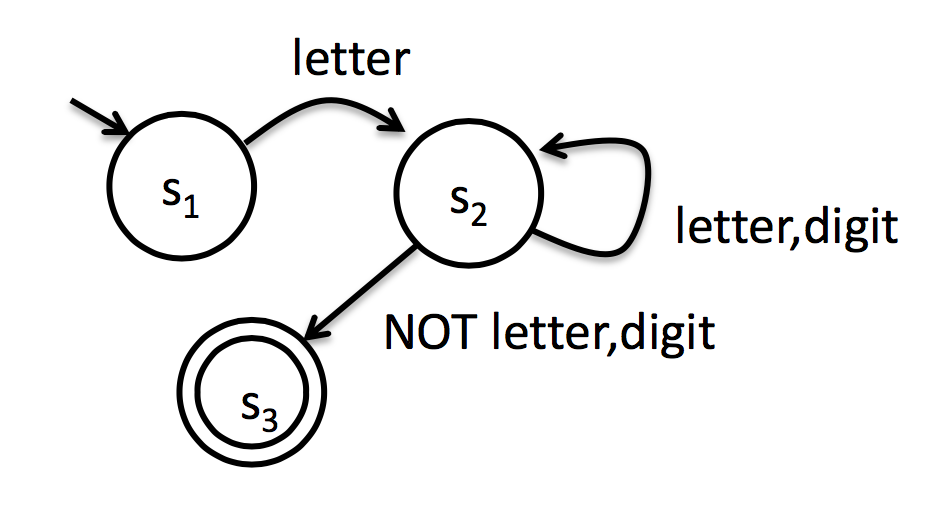 letter
s1
s2
letter,digit
NOT letter,digit
s3